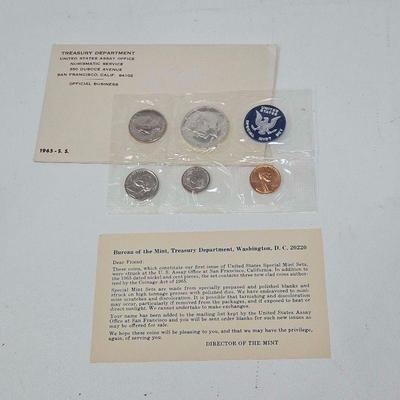 TREASURY DEPARTMENT
UNITED STATES ASSAY OFFICE
NUMISMATIC SERVICE
350 DUBOCE AVENUE
SAN FRANCISCO, CALIF. 94102
OFFICIAL BUSINESS
1965 - S. S.
UNITED STATES
SPECIAL MINT SET
Bureau of the Mint, Treasury Department, Washington, D. C. 20220
Dear Friend:
These coins, which constitute our first issue of United States Special Mint Sets,
were struck at the U. S. Assay Office at San Francisco, California. In addition to
the 1965 dated nickel and cent pieces, the set contains three new clad coins author-
ized by the Coinage Act of 1965.
Special Mint Sets are made from specially prepared and polished blanks and
struck on high tonnage presses with polished dies. We have endeavored to mini-
mize scratches and discoloration. It is possible that tarnishing and discoloration
may occur, particularly if removed from the packages, and if exposed to heat or
direct sunlight. We cannot undertake to make exchanges.
Your name has been added to the mailing list kept by the United States Assay
Office at San Francisco and you will be sent order blanks for such new issues as
may be offered for sale.
We hope these coins will be pleasing to you, and that we may have the privilege,
again, of serving you.
DIRECTOR OF THE MINT